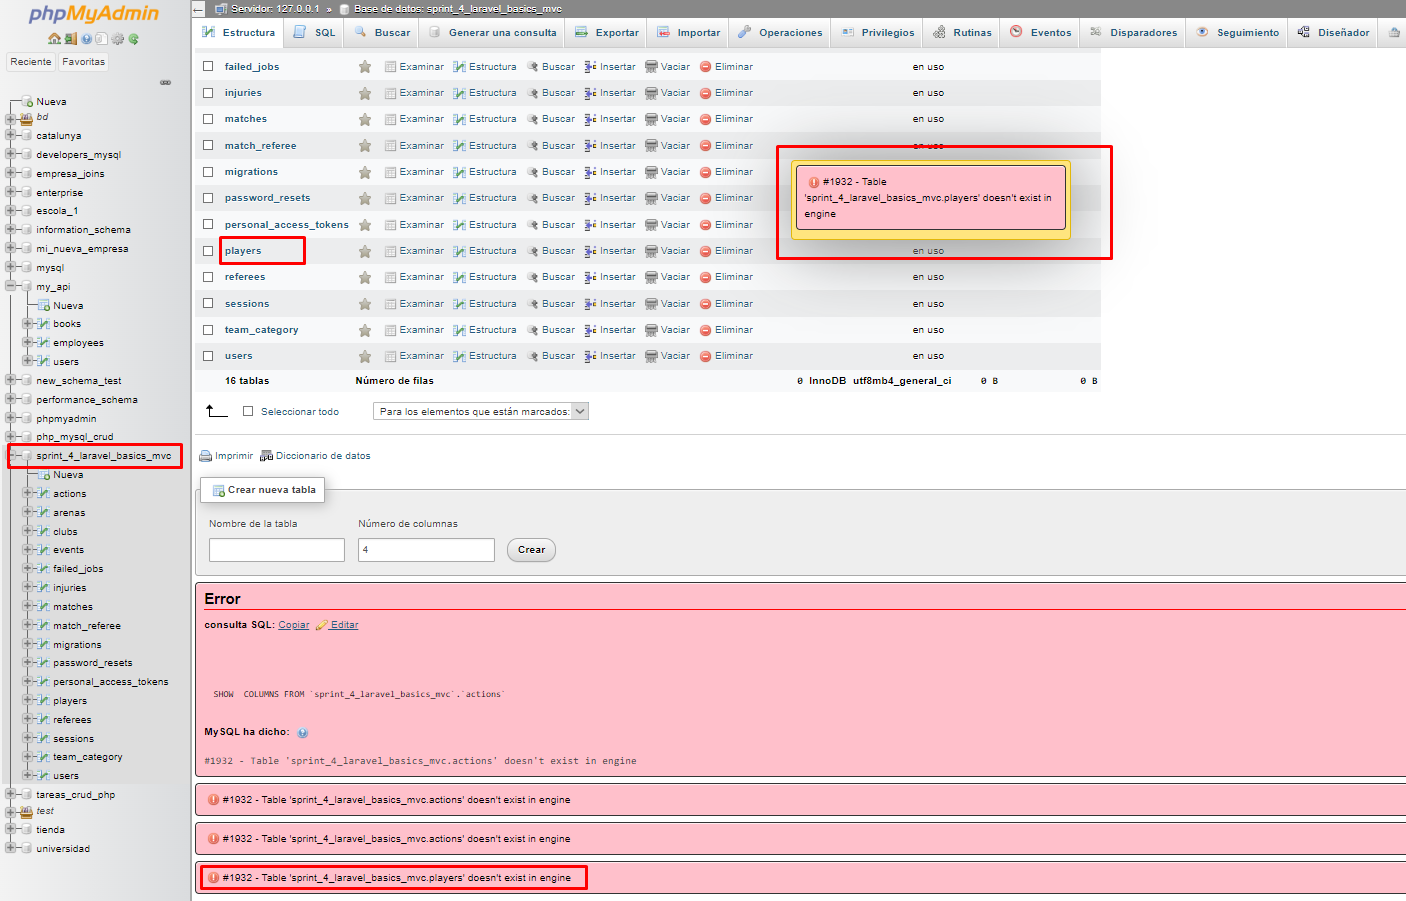 phpMyAdmin
Reciente Favoritas
Nueva
bd
catalunya
developers_mysql
empresa_joins
enterprise
escola_1
information_schema
mi_nueva_empresa
mysql
my_api
Nueva
books
employees
users
new_schema_test
performance_schema
phpmyadmin
php_mysql_crud
sprint_4_laravel_basics_mvc
Nueva
actions
arenas
clubs
events
failed_jobs
injuries
matches
match_referee
migrations
password_resets
personal_access_tokens
players
referees
sessions
team_category
users
tareas_crud_php
test
tienda
universidad
Servidor: 127.0.0.1 » Base de datos: sprint_4_laravel_basics_mvc
Estructura SQL Buscar Generar una consulta Exportar Importar Operaciones Privilegios Rutinas Eventos Disparadores Seguimiento Diseñador
failed_jobs Examinar Estructura Buscar Insertar Vaciar Eliminar en uso
injuries Examinar Estructura Buscar Insertar Vaciar Eliminar en uso
matches Examinar Estructura Buscar Insertar Vaciar Eliminar en uso
match_referee Examinar Estructura Buscar Insertar Vaciar Eliminar en uso
migrations Examinar Estructura Buscar Insertar Vaciar Eliminar
password_resets Examinar Estructura Buscar Insertar Vaciar Eliminar
personal_access_tokens Examinar Estructura Buscar Insertar Vaciar Eliminar
players Examinar Estructura Buscar Insertar Vaciar Eliminar en uso
referees Examinar Estructura Buscar Insertar Vaciar Eliminar en uso
sessions Examinar Estructura Buscar Insertar Vaciar Eliminar en uso
team_category Examinar Estructura Buscar Insertar Vaciar Eliminar en uso
users Examinar Estructura Buscar Insertar Vaciar Eliminar en uso
16 tablas Número de filas 0 InnoDB utf8mb4_general_ci 0 B 0 B
#1932 - Table
'sprint_4_laravel_basics_mvc.players' doesn't exist in
engine
Seleccionar todo Para los elementos que están marcados:
Imprimir Diccionario de datos
Crear nueva tabla
Nombre de la tabla Número de columnas
4 Crear
Error
consulta SQL: Copiar Editar
SHOW COLUMNS FROM `sprint_4_laravel_basics_mvc`.`actions`
MySQL ha dicho:
#1932 - Table 'sprint_4_laravel_basics_mvc.actions' doesn't exist in engine
#1932 - Table 'sprint_4_laravel_basics_mvc.actions' doesn't exist in engine
#1932 - Table 'sprint_4_laravel_basics_mvc.actions' doesn't exist in engine
#1932 - Table 'sprint_4_laravel_basics_mvc.players' doesn't exist in engine